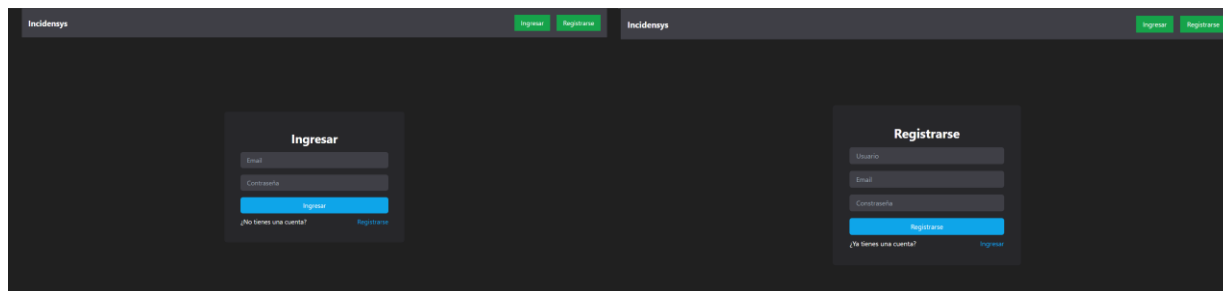 Incidensys Ingresar Registrarse
Ingresar
Email
Contraseña
Ingresar
¿No tienes una cuenta? Registrarse
Incidensys Ingresar Registrarse
Registrarse
Usuario
Email
Constraseña
Registrarse
¿Ya tienes una cuenta? Ingresar